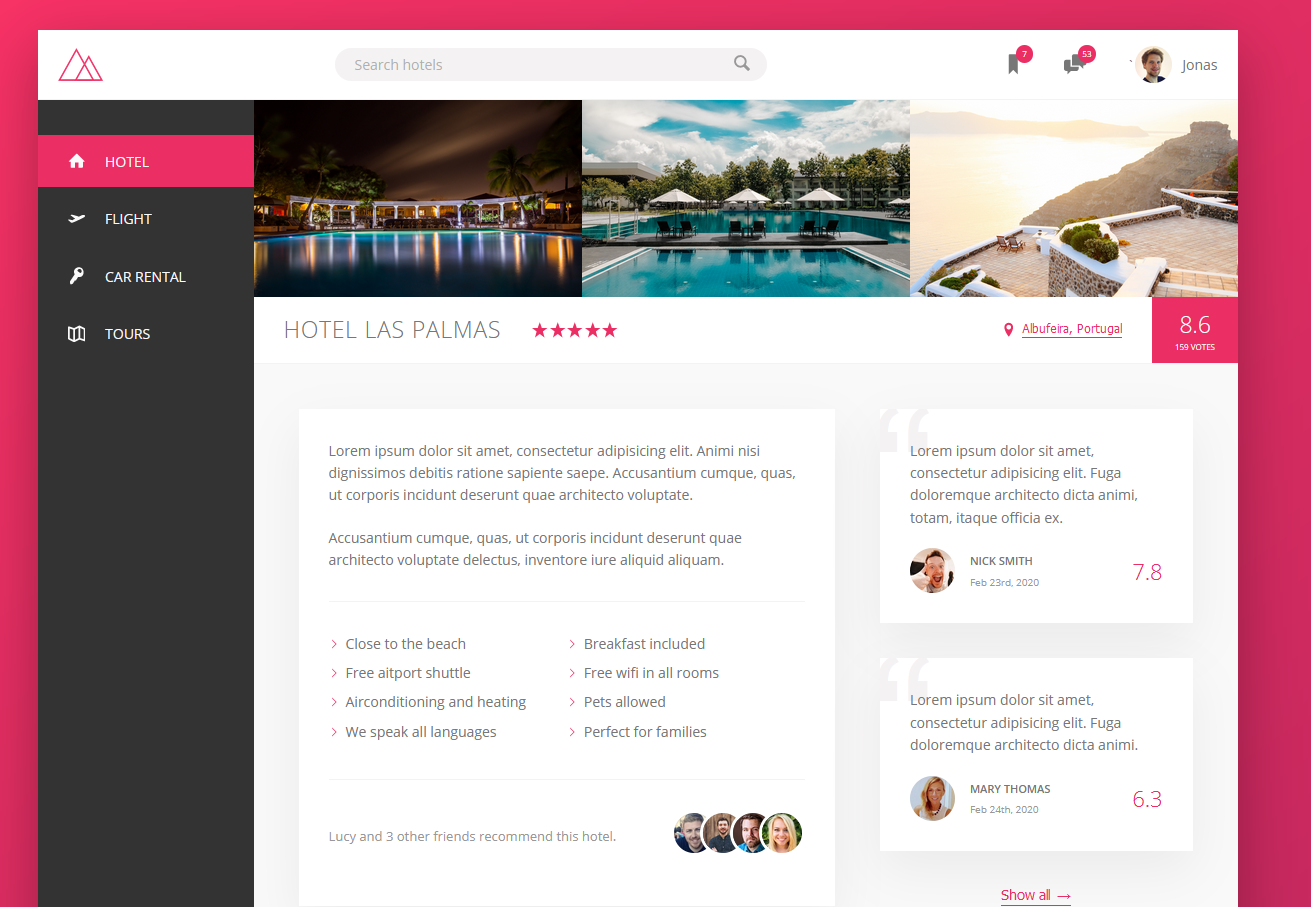 Search hotels
7
53
`
Jonas
HOTEL
FLIGHT
CAR RENTAL
TOURS
HOTEL LAS PALMAS
Albufeira, Portugal
8.6
159 VOTES
Lorem ipsum dolor sit amet, consectetur adipisicing elit. Animi nisi
dignissimos debitis ratione sapiente saepe. Accusantium cumque, quas,
ut corporis incidunt deserunt quae architecto voluptate.
Accusantium cumque, quas, ut corporis incidunt deserunt quae
architecto voluptate delectus, inventore iure aliquid aliquam.
Close to the beach
Free aitport shuttle
Airconditioning and heating
We speak all languages
Breakfast included
Free wifi in all rooms
Pets allowed
Perfect for families
Lucy and 3 other friends recommend this hotel.
“
Lorem ipsum dolor sit amet,
consectetur adipisicing elit. Fuga
doloremque architecto dicta animi,
totam, itaque officia ex.
NICK SMITH
Feb 23rd, 2020
7.8
“
Lorem ipsum dolor sit amet,
consectetur adipisicing elit. Fuga
doloremque architecto dicta animi.
MARY THOMAS
Feb 24th, 2020
6.3
Show all →